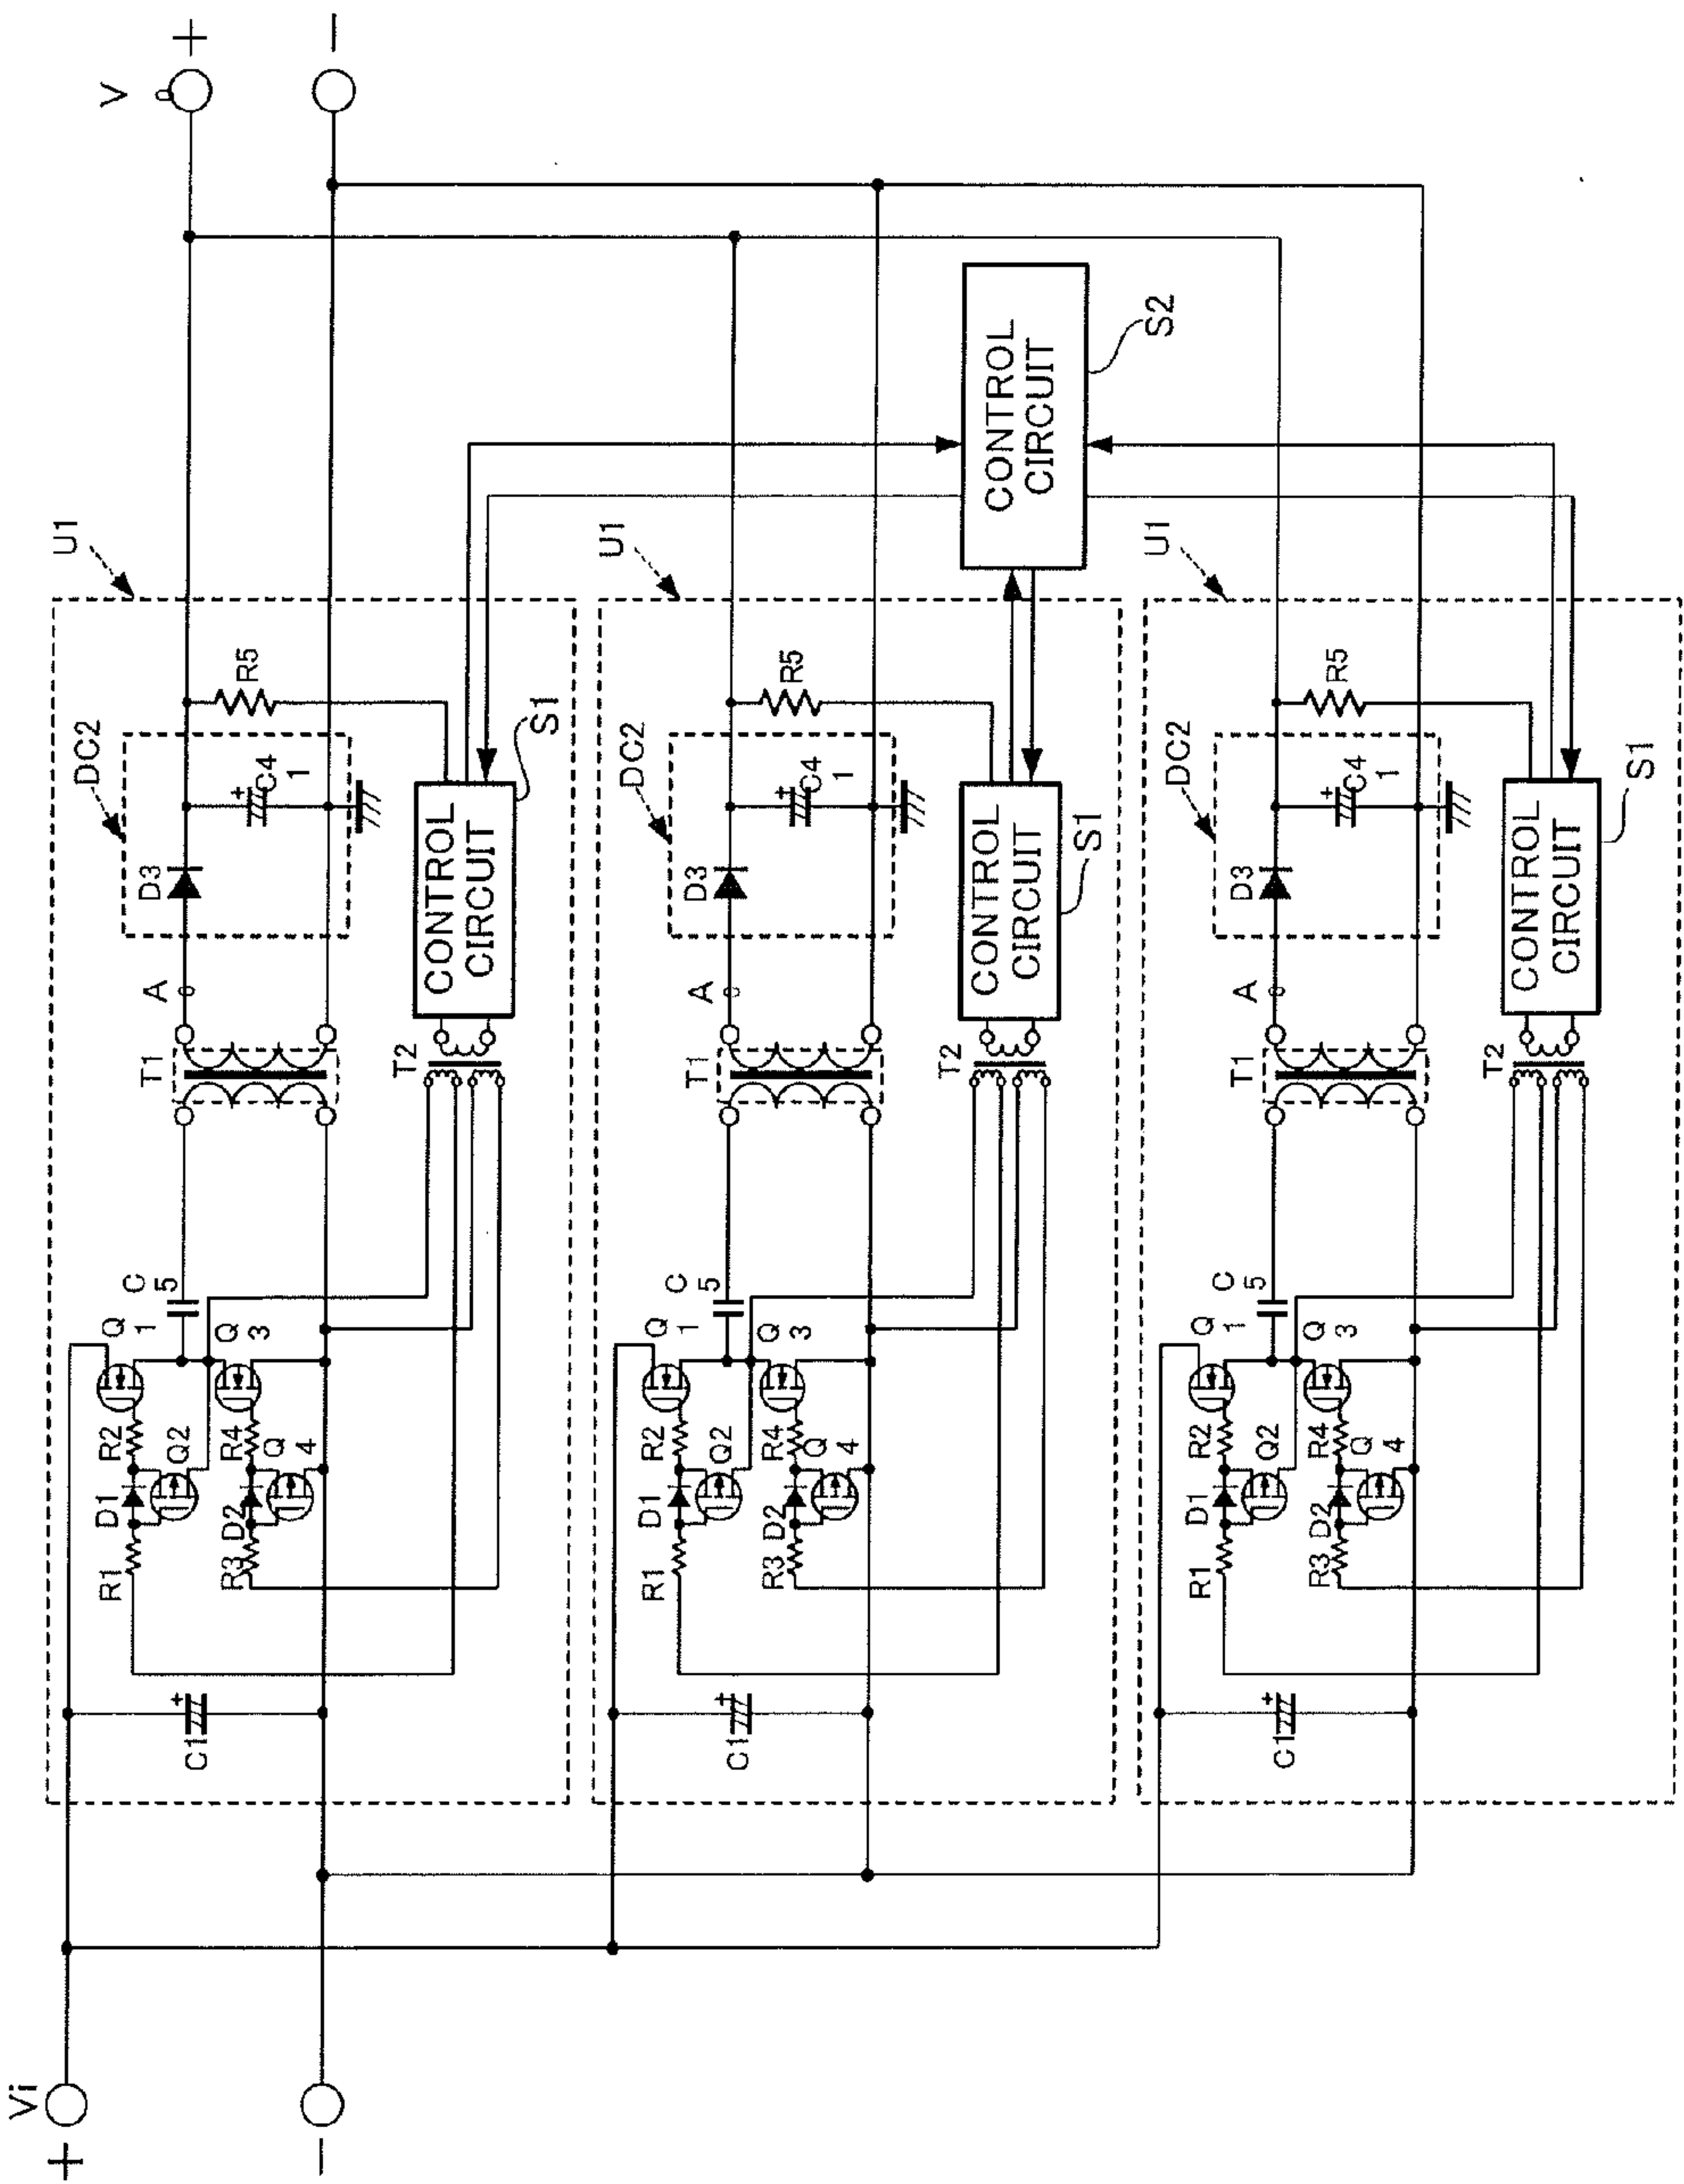 Vi
+
−
V
o
+
−
U1
C1
R1
D1
R2
Q
1
Q2
R3
D2
R4
Q
3
Q
4
C
5
T1
A
D3
DC2
C4
1
R5
T2
CONTROL
CIRCUIT
S1
U1
C1
R1
D1
R2
Q
1
Q2
R3
D2
R4
Q
3
Q
4
C
5
T1
A
D3
DC2
C4
1
R5
T2
CONTROL
CIRCUIT
S1
CONTROL
CIRCUIT
S2
U1
C1
R1
D1
R2
Q
1
Q2
R3
D2
R4
Q
3
Q
4
C
5
T1
A
D3
DC2
C4
1
R5
T2
CONTROL
CIRCUIT
S1